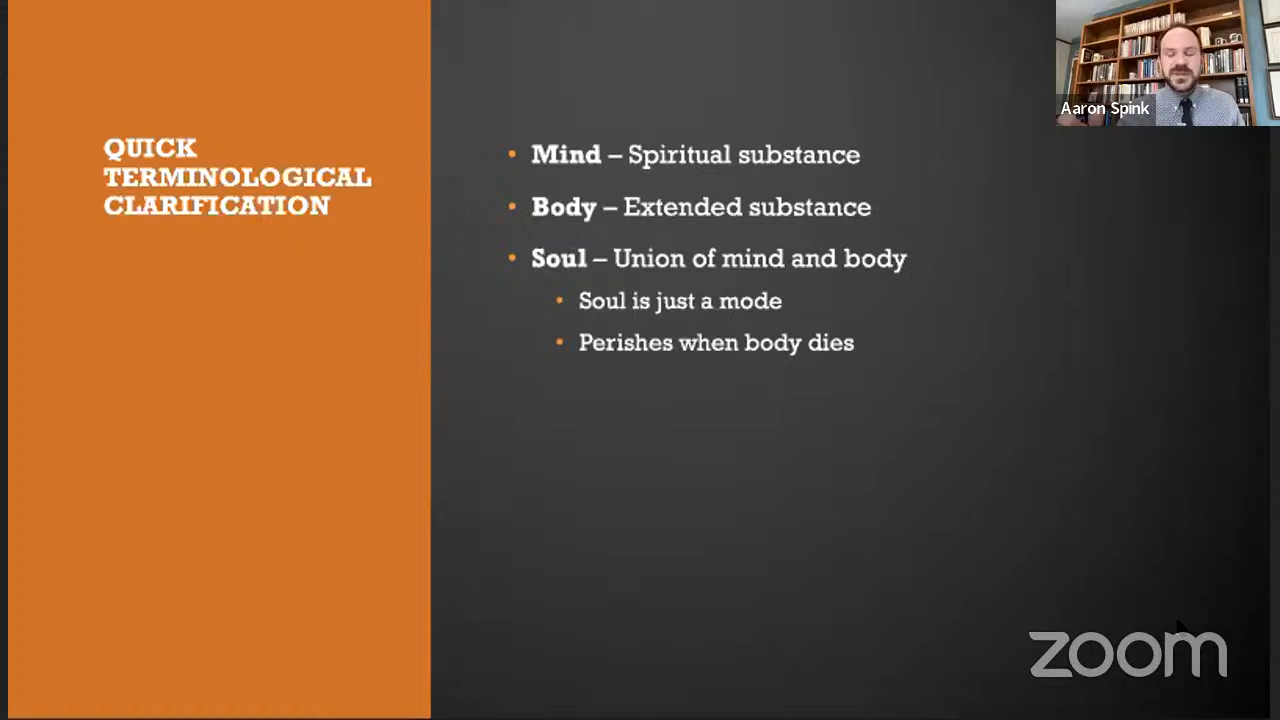 QUICK
TERMINOLOGICAL
CLARIFICATION
• Mind – Spiritual substance
• Body – Extended substance
• Soul – Union of mind and body
• Soul is just a mode
• Perishes when body dies
Aaron Spink
zoom